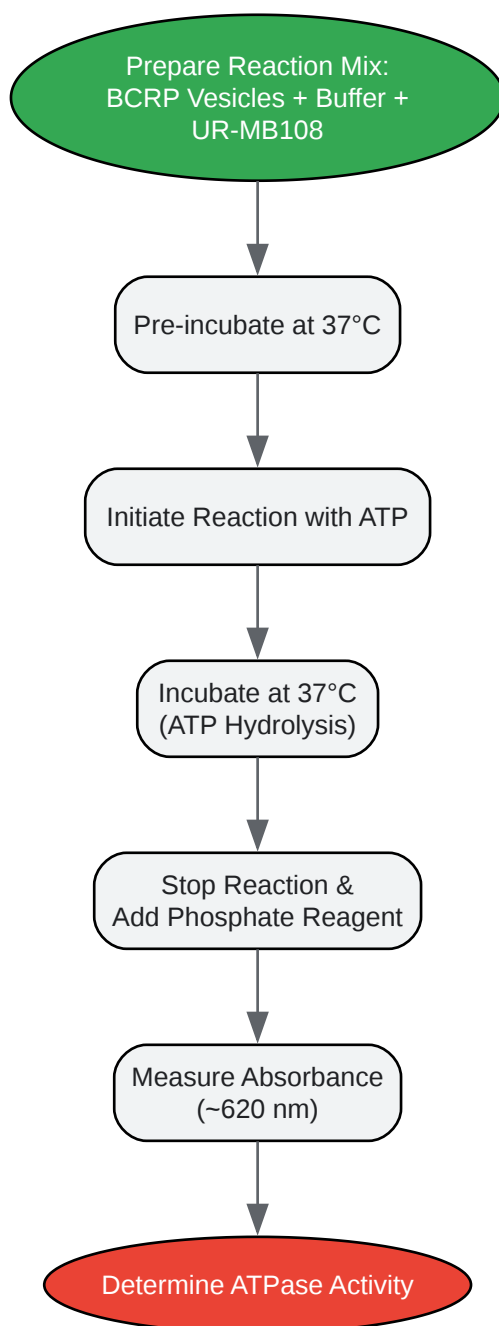 Prepare Reaction Mix:
BCRP Vesicles + Buffer +
UR-MB108
Pre-incubate at 37°C
Initiate Reaction with ATP
Incubate at 37°C
(ATP Hydrolysis)
Stop Reaction &
Add Phosphate Reagent
Measure Absorbance
(~620 nm)
Determine ATPase Activity